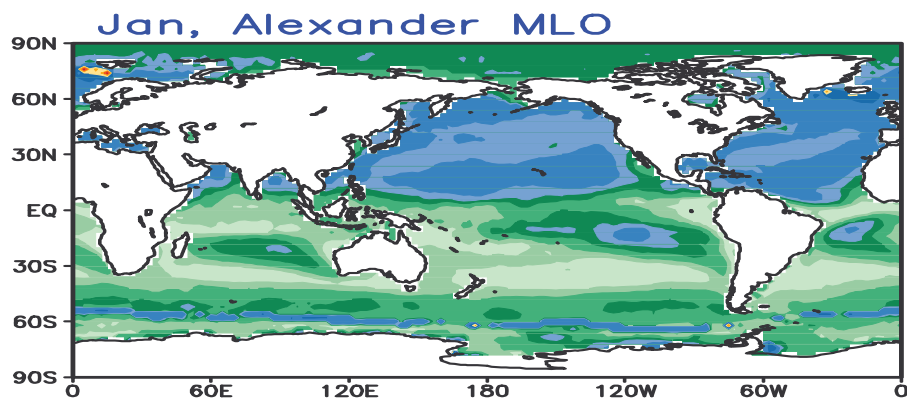 Jan, Alexander MLO
90N
60N
30N
EQ
30S
60S
90S
0 60E 120E 180 120W 60W 0